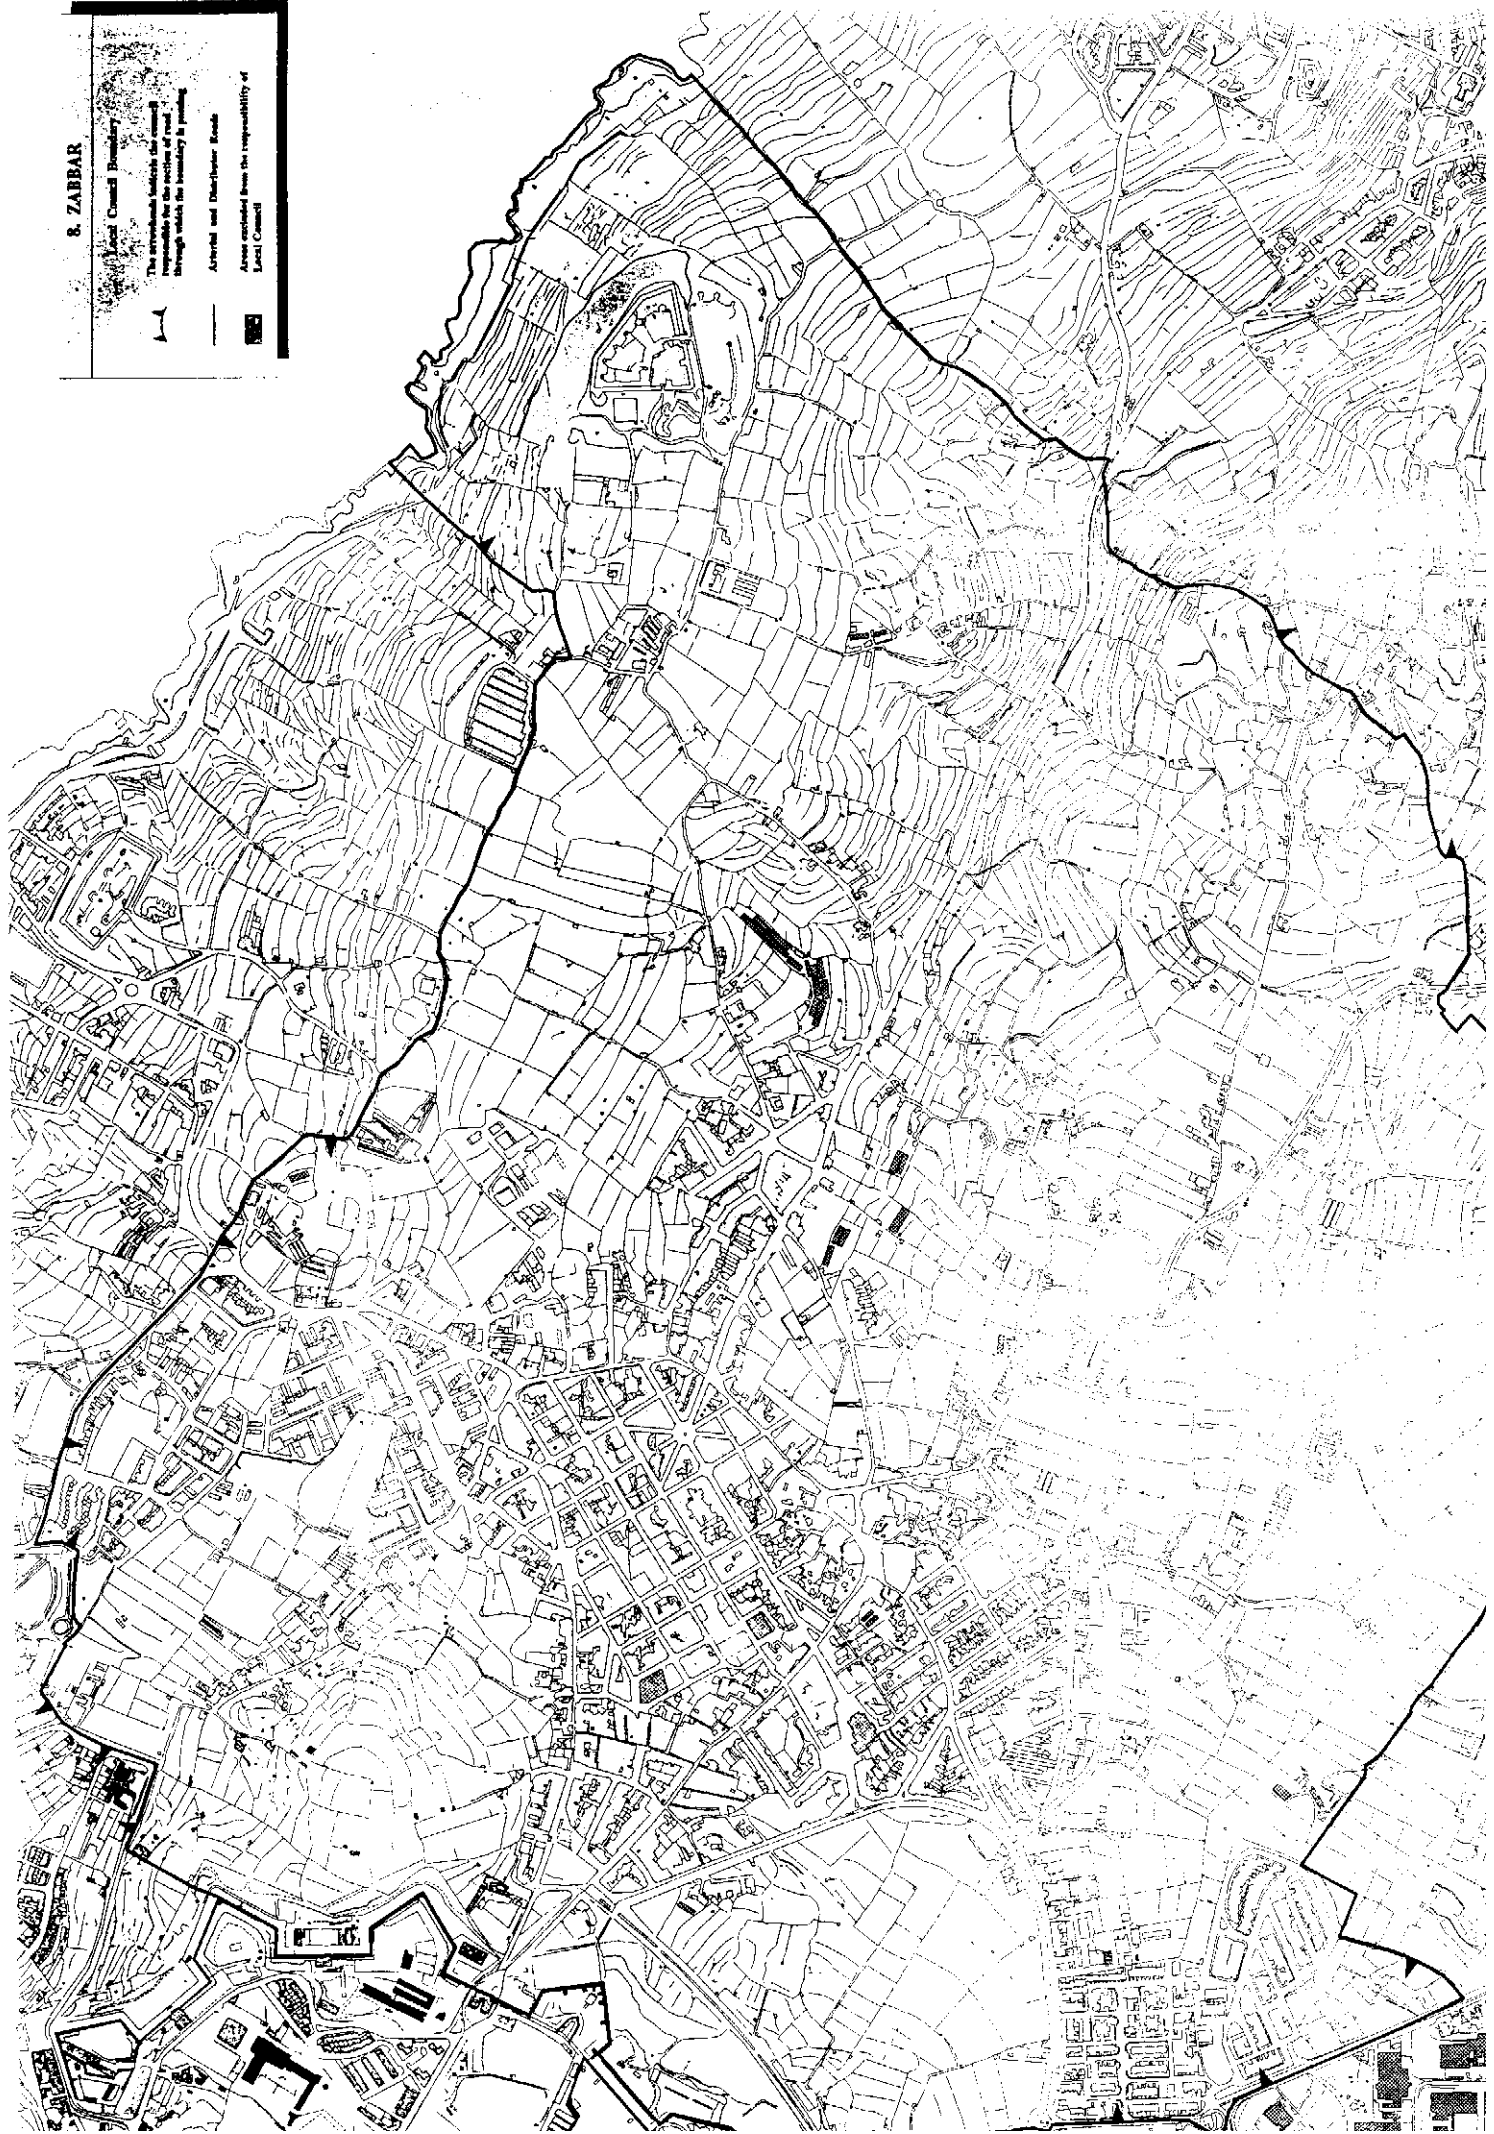 8. ZABBAR
Local Council Boundary
The arrowheads indicate the council
responsible for the section of road
through which the boundary is passing
Arterial and Distributor Roads
Areas excluded from the responsibility of
Local Council